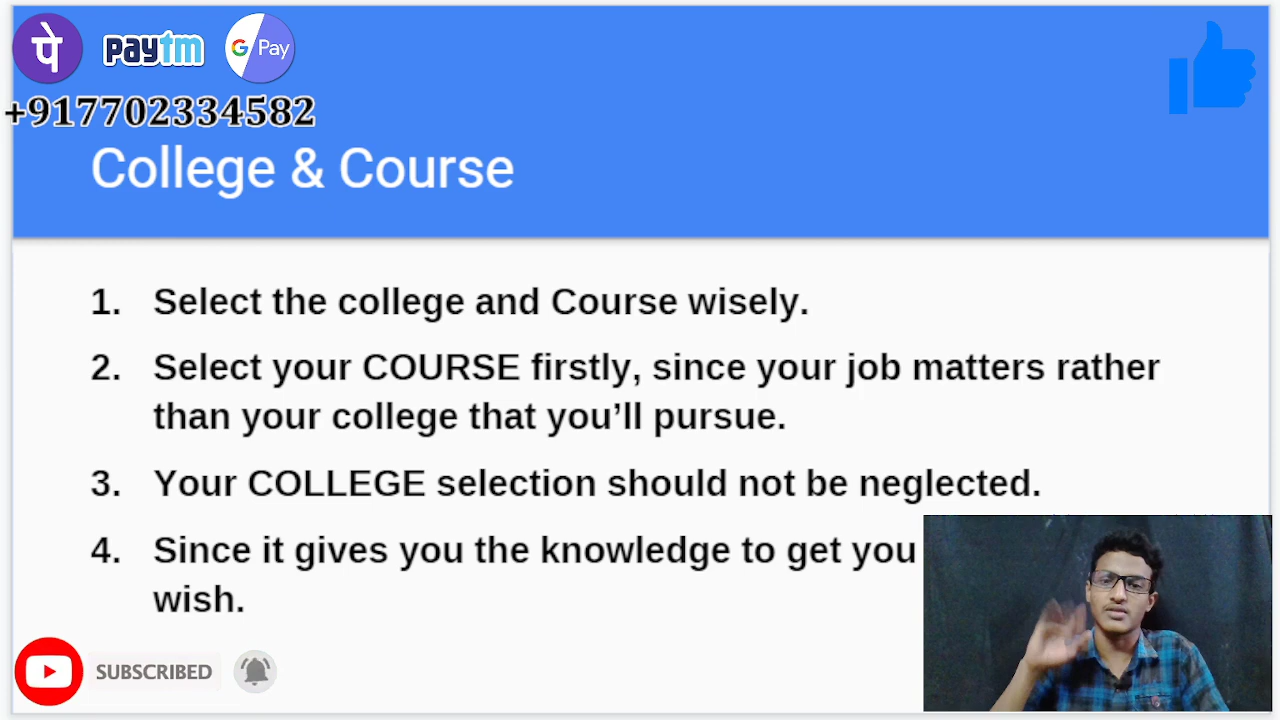 पे paytm G Pay
+917702334582
College & Course
1. Select the college and Course wisely.
2. Select your COURSE firstly, since your job matters rather
than your college that you’ll pursue.
3. Your COLLEGE selection should not be neglected.
4. Since it gives you the knowledge to get you
wish.
SUBSCRIBED